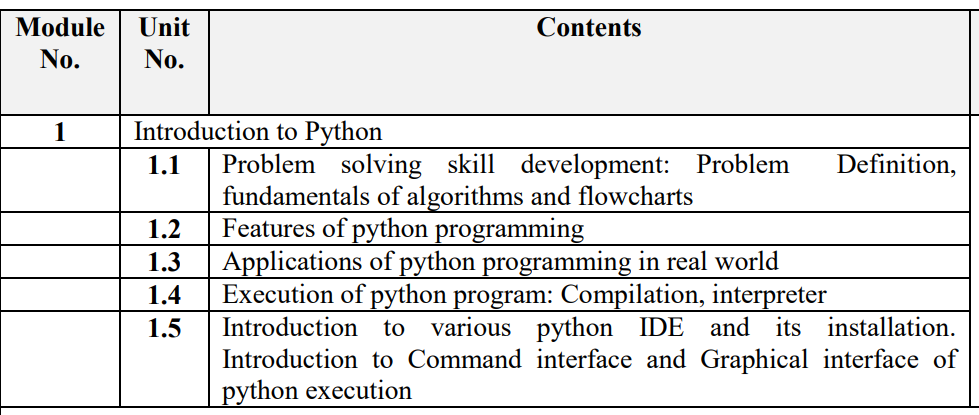 Module Unit Contents
No. No.
1 Introduction to Python
1.1 Problem solving skill development: Problem Definition,
fundamentals of algorithms and flowcharts
1.2 Features of python programming
1.3 Applications of python programming in real world
1.4 Execution of python program: Compilation, interpreter
1.5 Introduction to various python IDE and its installation.
Introduction to Command interface and Graphical interface of
python execution